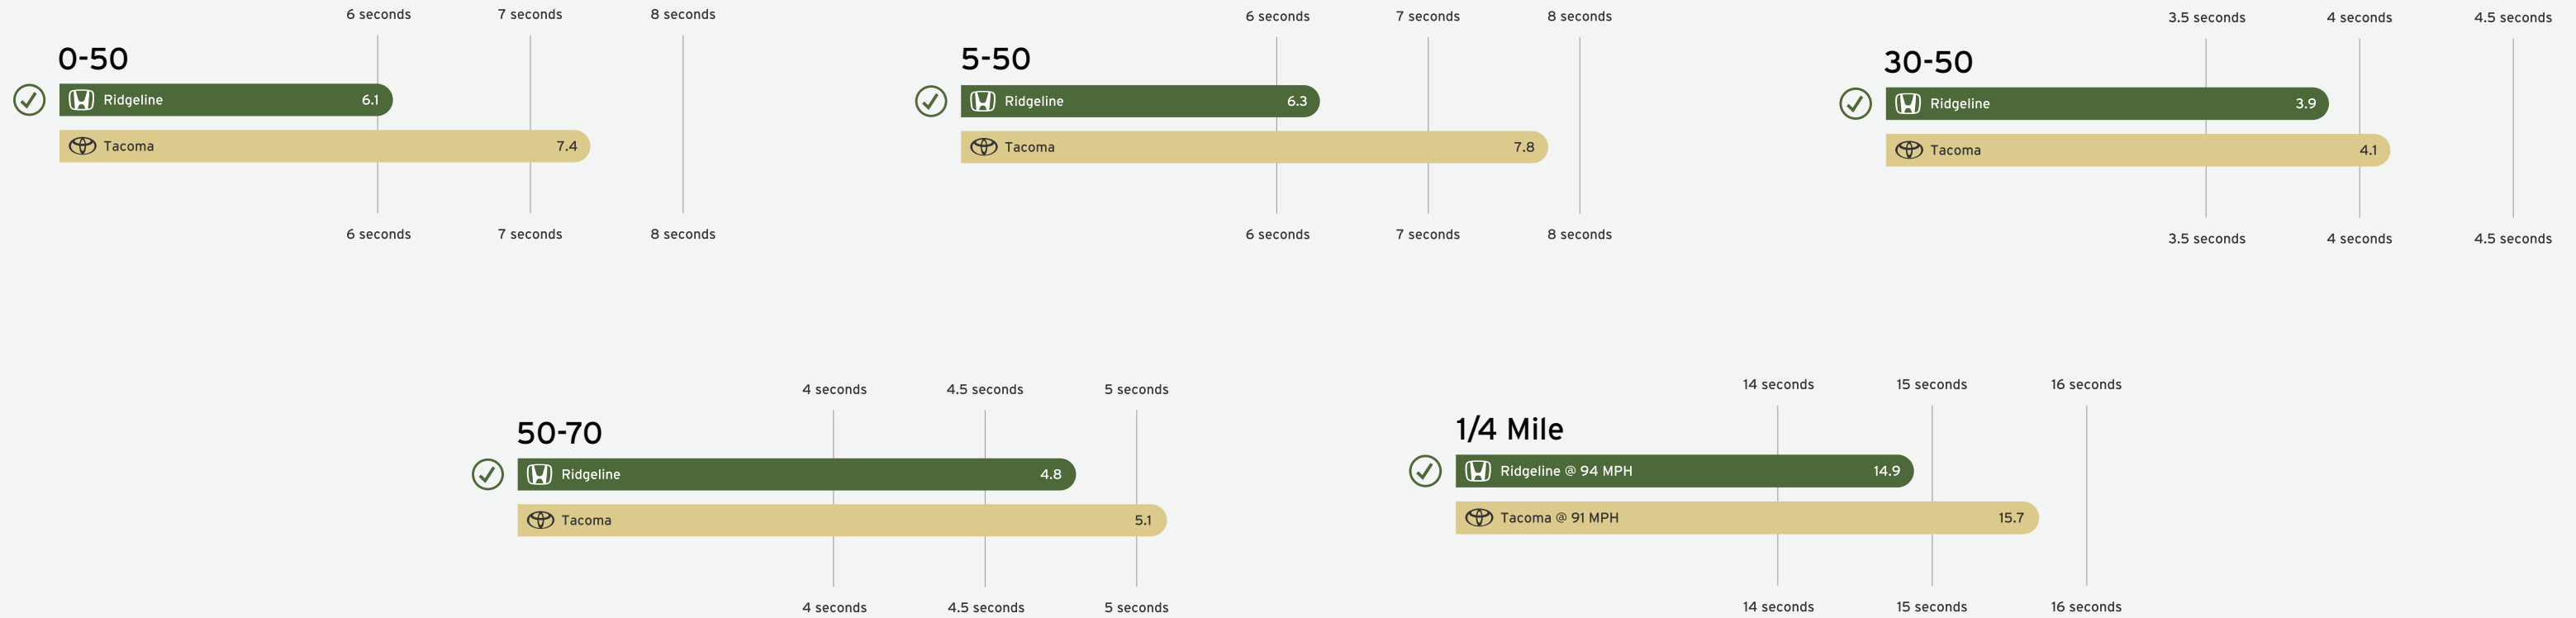 6 seconds 7 seconds 8 seconds
0-50
Ridgeline 6.1
Tacoma 7.4
6 seconds 7 seconds 8 seconds
6 seconds 7 seconds 8 seconds
5-50
Ridgeline 6.3
Tacoma 7.8
6 seconds 7 seconds 8 seconds
3.5 seconds 4 seconds 4.5 seconds
30-50
Ridgeline 3.9
Tacoma 4.1
3.5 seconds 4 seconds 4.5 seconds
4 seconds 4.5 seconds 5 seconds
50-70
Ridgeline 4.8
Tacoma 5.1
4 seconds 4.5 seconds 5 seconds
14 seconds 15 seconds 16 seconds
1/4 Mile
Ridgeline @ 94 MPH 14.9
Tacoma @ 91 MPH 15.7
14 seconds 15 seconds 16 seconds